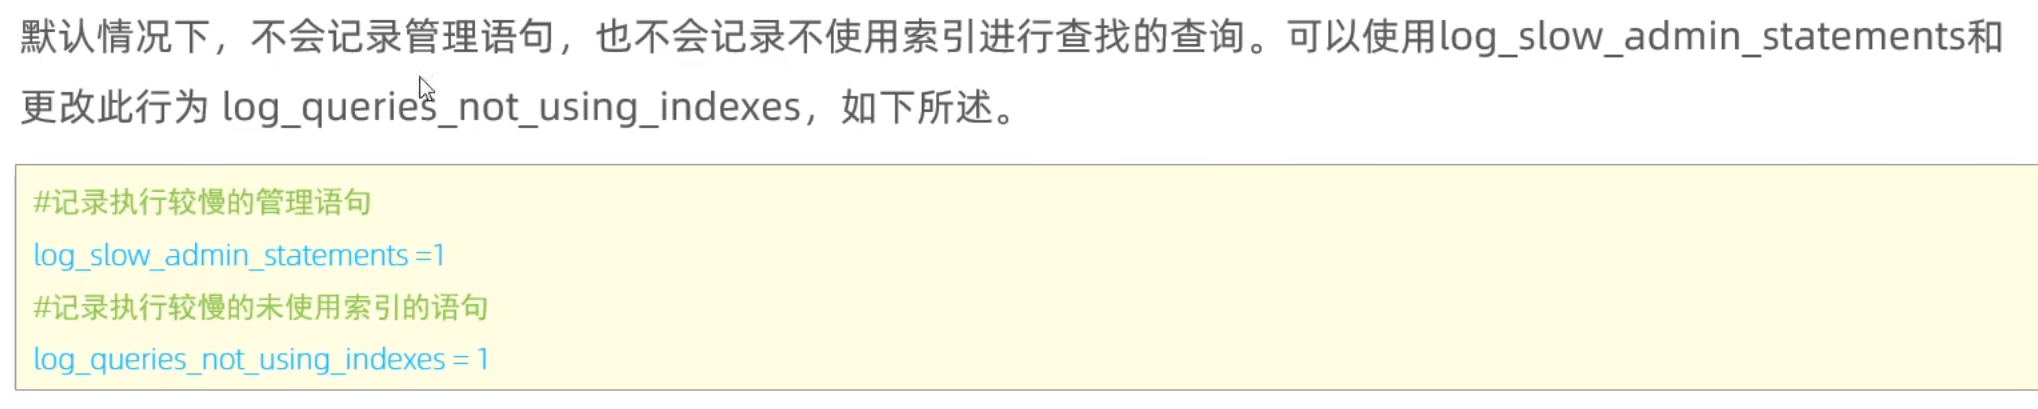 默认情况下，不会记录管理语句，也不会记录不使用索引进行查找的查询。可以使用log_slow_admin_statements和
更改此行为 log_queries_not_using_indexes，如下所述。
#记录执行较慢的管理语句
log_slow_admin_statements =1
#记录执行较慢的未使用索引的语句
log_queries_not_using_indexes = 1